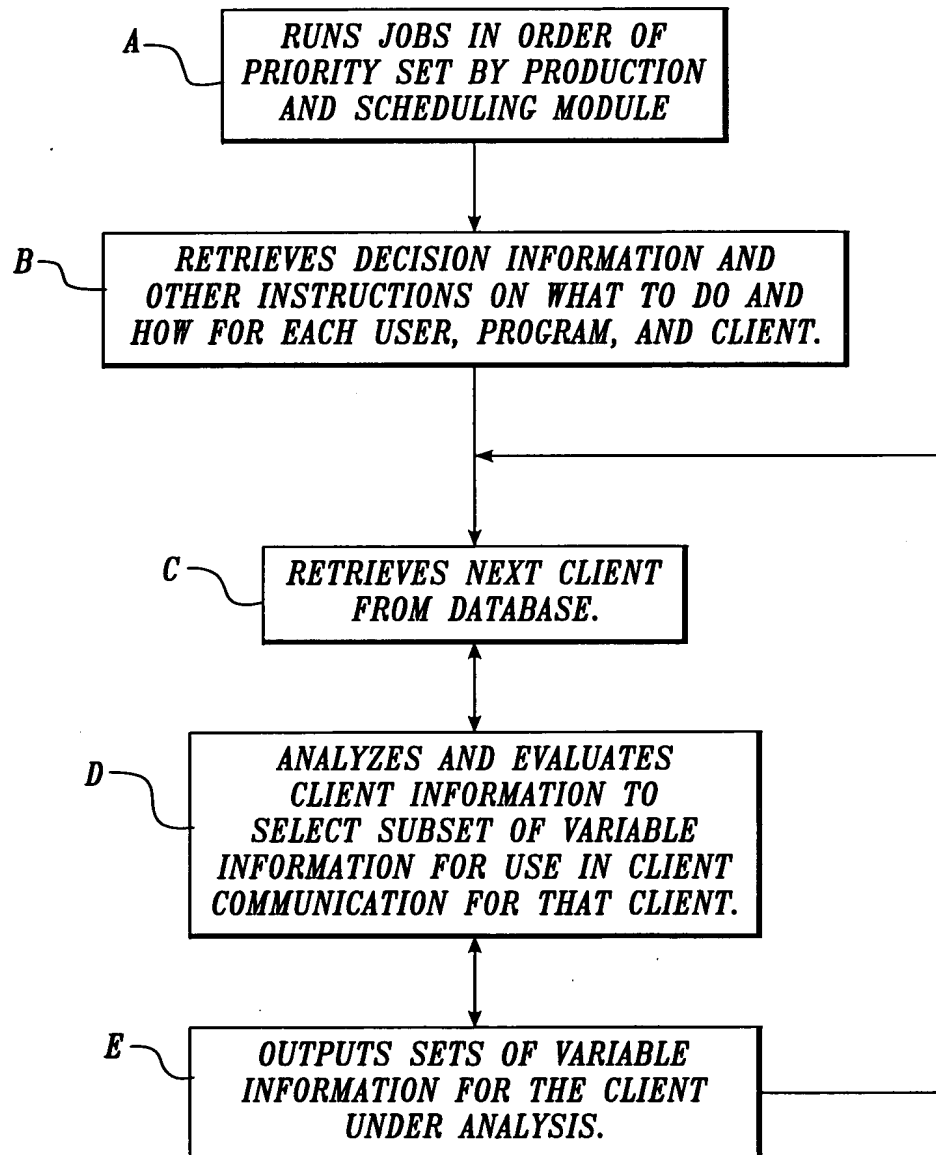 A
RUNS JOBS IN ORDER OF
PRIORITY SET BY PRODUCTION
AND SCHEDULING MODULE
B
RETRIEVES DECISION INFORMATION AND
OTHER INSTRUCTIONS ON WHAT TO DO AND
HOW FOR EACH USER, PROGRAM, AND CLIENT.
C
RETRIEVES NEXT CLIENT
FROM DATABASE.
D
ANALYZES AND EVALUATES
CLIENT INFORMATION TO
SELECT SUBSET OF VARIABLE
INFORMATION FOR USE IN CLIENT
COMMUNICATION FOR THAT CLIENT.
E
OUTPUTS SETS OF VARIABLE
INFORMATION FOR THE CLIENT
UNDER ANALYSIS.